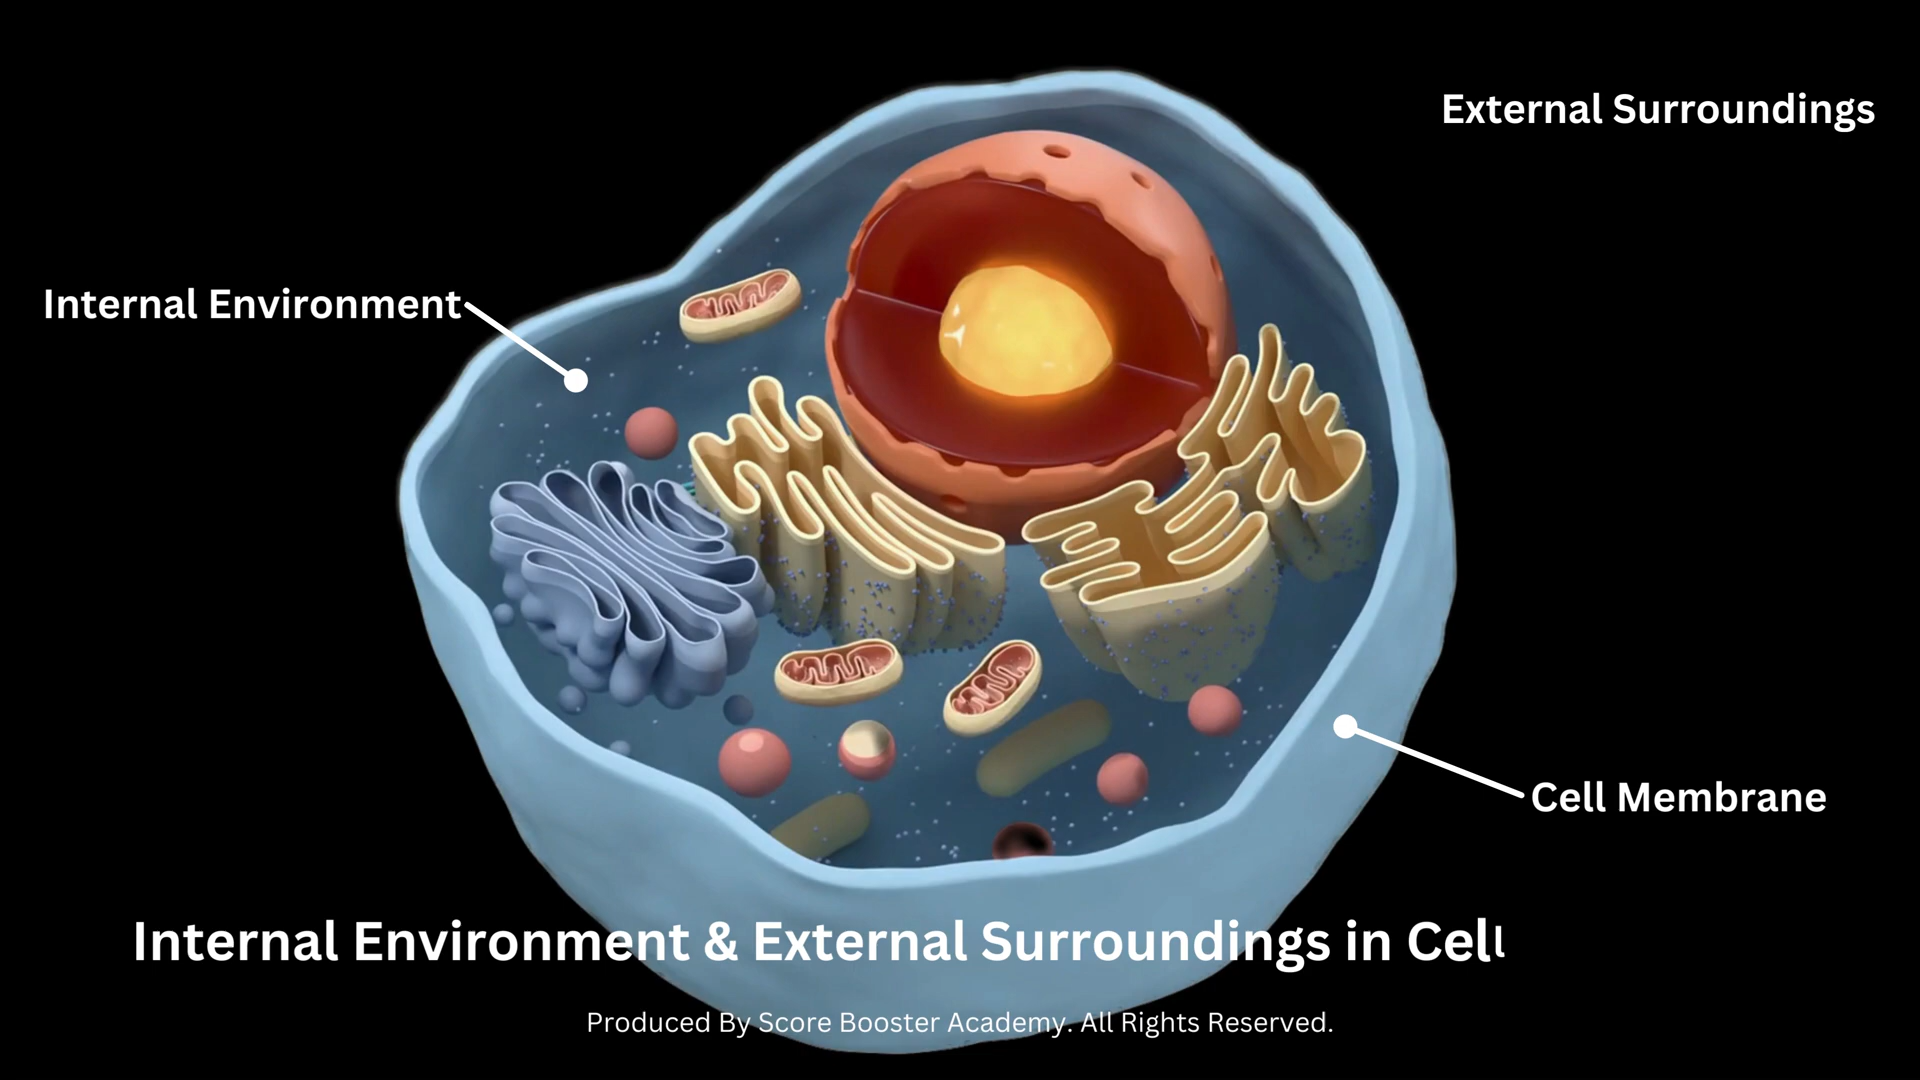 External Surroundings
Internal Environment
Cell Membrane
Internal Environment & External Surroundings in Cell
Produced By Score Booster Academy. All Rights Reserved.